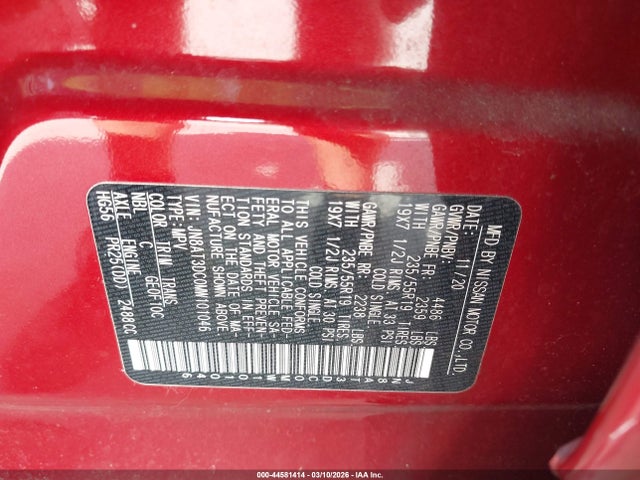 MFD BY NISSAN MOTOR CO.,LTD.
DATE: 11/20
GVWR/PNBV: 4486 LBS
GAWR/PNBE FR: 2359 LBS
WITH 235/55R19 TIRES
19X7 1/2J RIMS, AT 33 PSI
COLD SINGLE
GAWR/PNBE RR: 2238 LBS
WITH 235/55R19 TIRES
19X7 1/2J RIMS, AT 30 PSI
COLD SINGLE
THIS VEHICLE CONFORMS
TO ALL APPLICABLE FED-
ERAL MOTOR VEHICLE SA-
FETY AND THEFT PREVEN-
TION STANDARDS IN EFF-
ECT ON THE DATE OF MA-
NUFACTURE SHOWN ABOVE.
VIN: JN8AT3DC0MW101046
TYPE: MPV
COLOR TRIM TRANS:
NBL C GE0F10C
AXLE ENGINE:
HG56 PR25(DD) 2488CC
JN8AT3DC0MW101046
000-44581414 - 03/10/2026 - IAA Inc.